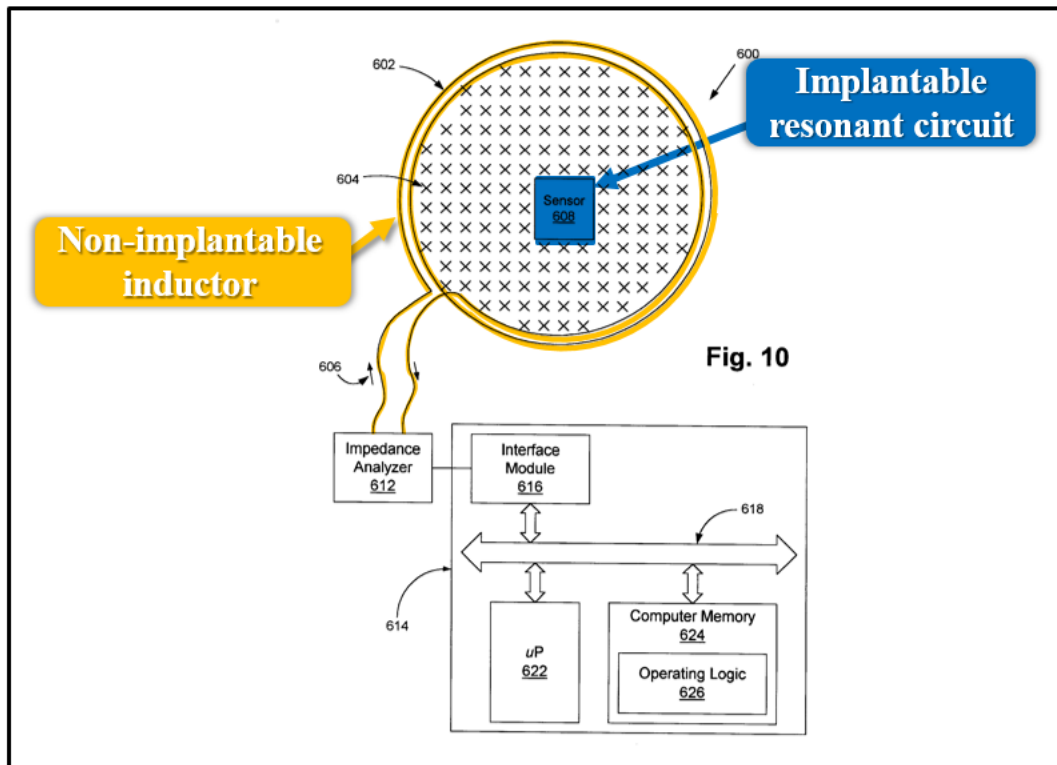 602
600
Implantable
resonant circuit
604
Sensor
608
Non-implantable
inductor
Fig. 10
606
Impedance
Analyzer
612
Interface
Module
616
618
614
uP
622
Computer Memory
624
Operating Logic
626